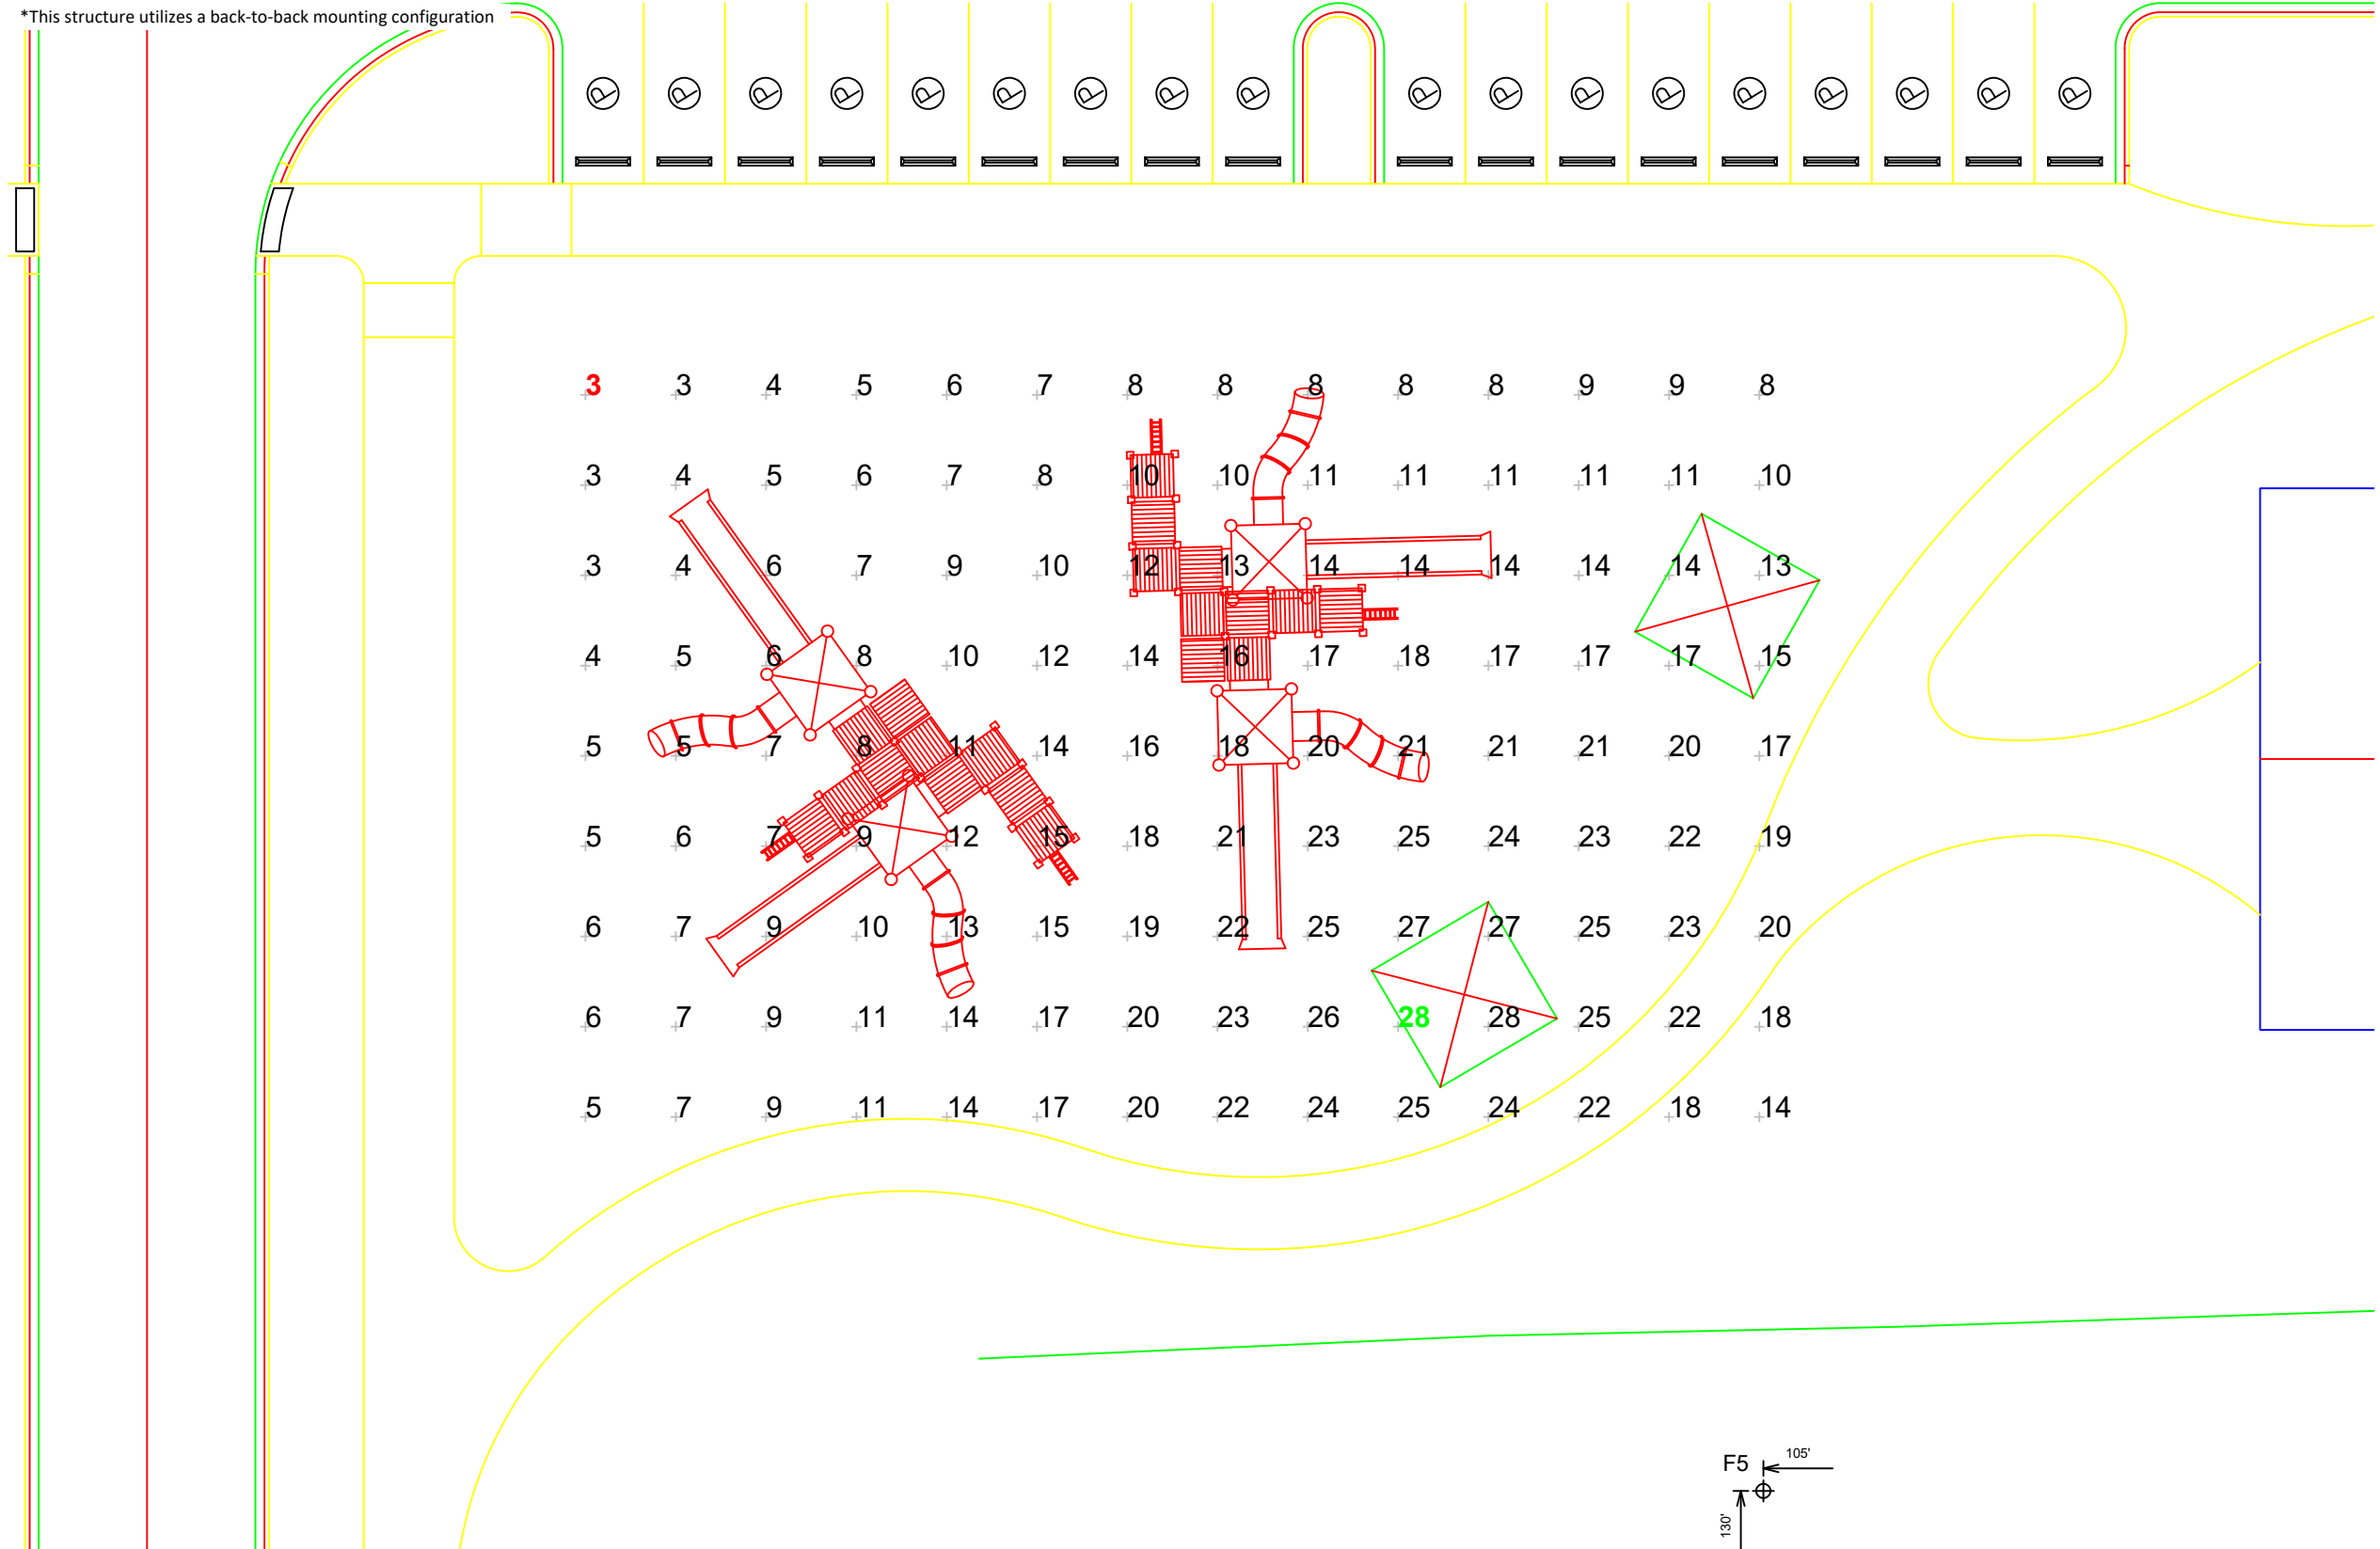 *This structure utilizes a back-to-back mounting configuration
P P P P P P P P P P P P P P P P P P
3 3 4 5 6 7 8 8 8 8 8 9 9 8
3 4 5 6 7 8 10 10 11 11 11 11 11 10
3 4 6 7 9 10 12 13 14 14 14 14 14 13
4 5 6 8 10 12 14 16 17 18 17 17 17 15
5 5 7 8 11 14 16 18 20 21 21 21 20 17
5 6 7 9 12 15 18 21 23 25 24 23 22 19
6 7 9 10 13 15 19 22 25 27 27 25 23 20
6 7 9 11 14 17 20 23 26 28 28 25 22 18
5 7 9 11 14 17 20 22 24 25 24 22 18 14
F5 105'
130'